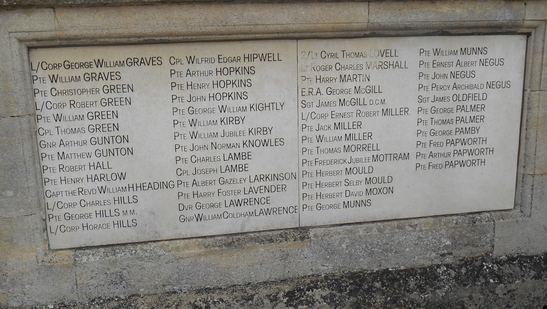 L/Corp George William GRAVES
Pte William GRAVES
Pte Christopher GREEN
L/Corp Robert GREEN
Pte William GREEN
Cpl Thomas GREEN
Gnr Arthur GUNTON
Pte Matthew GUNTON
Pte Robert HALL
Pte Henry HARLOW
Capt the Revd William H.HEADING
L/Corp Charles HILLS
Pte George HILLS M.M.
L/Corp Horace HILLS
Cpl Wilfrid Edgar HIPWELL
Pte Arthur HOPKINS
Pte Henry HOPKINS
Pte John HOPKINS
Pte George William KIGHTLY
Pte William KIRBY
Pte William Jubilee KIRBY
Pte John Norman KNOWLES
Pte Charles LAMBE
Cpl Joseph LAMBE
Pte Albert Gazeley LARKINSON
Pte Harry Foster LAVENDER
Dvr George LAWRENCE
Gnr William Coldham LAWRENCE
2/Lt Cyril Thomas LOVELL
Roger Charles MARSHALL
Pte Harry MARTIN
E.R.A. George McGILL
Sgt James McGILL D.C.M.
L/Corp Ernest Robert MILLER
Pte Jack MILLER
Pte William MILLER
Pte Thomas MORRELL
Pte Frederick Jubilee MOTTRAM
Pte Herbert MOULD
Pte Herbert Selby MOULD
Pte Herbert David MOXON
Pte George MUNNS
Pte William MUNNS
Pte Ernest Albert NEGUS
Pte John NEGUS
Pte Percy Archibald NEGUS
Sgt James OLDFIELD
Pte George PALMER
Pte Thomas PALMER
Pte George PAMBY
Pte Fred PAPWORTH
Pte Arthur PAPWORTH
Pte Fred PAPWORTH